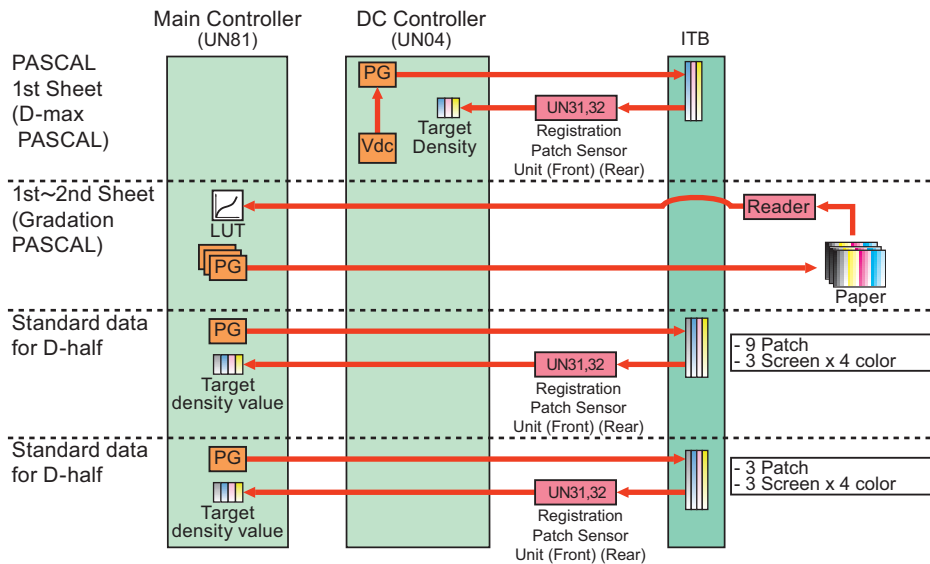 Main Controller
(UN81)
DC Controller
(UN04)
ITB
PASCAL
1st Sheet
(D-max
PASCAL)
PG
Vdc
Target
Density
UN31,32
Registration
Patch Sensor
Unit (Front) (Rear)
1st~2nd Sheet
(Gradation
PASCAL)
LUT
PG
Reader
Paper
Standard data
for D-half
PG
Target
density value
UN31,32
Registration
Patch Sensor
Unit (Front) (Rear)
- 9 Patch
- 3 Screen x 4 color
Standard data
for D-half
PG
Target
density value
UN31,32
Registration
Patch Sensor
Unit (Front) (Rear)
- 3 Patch
- 3 Screen x 4 color